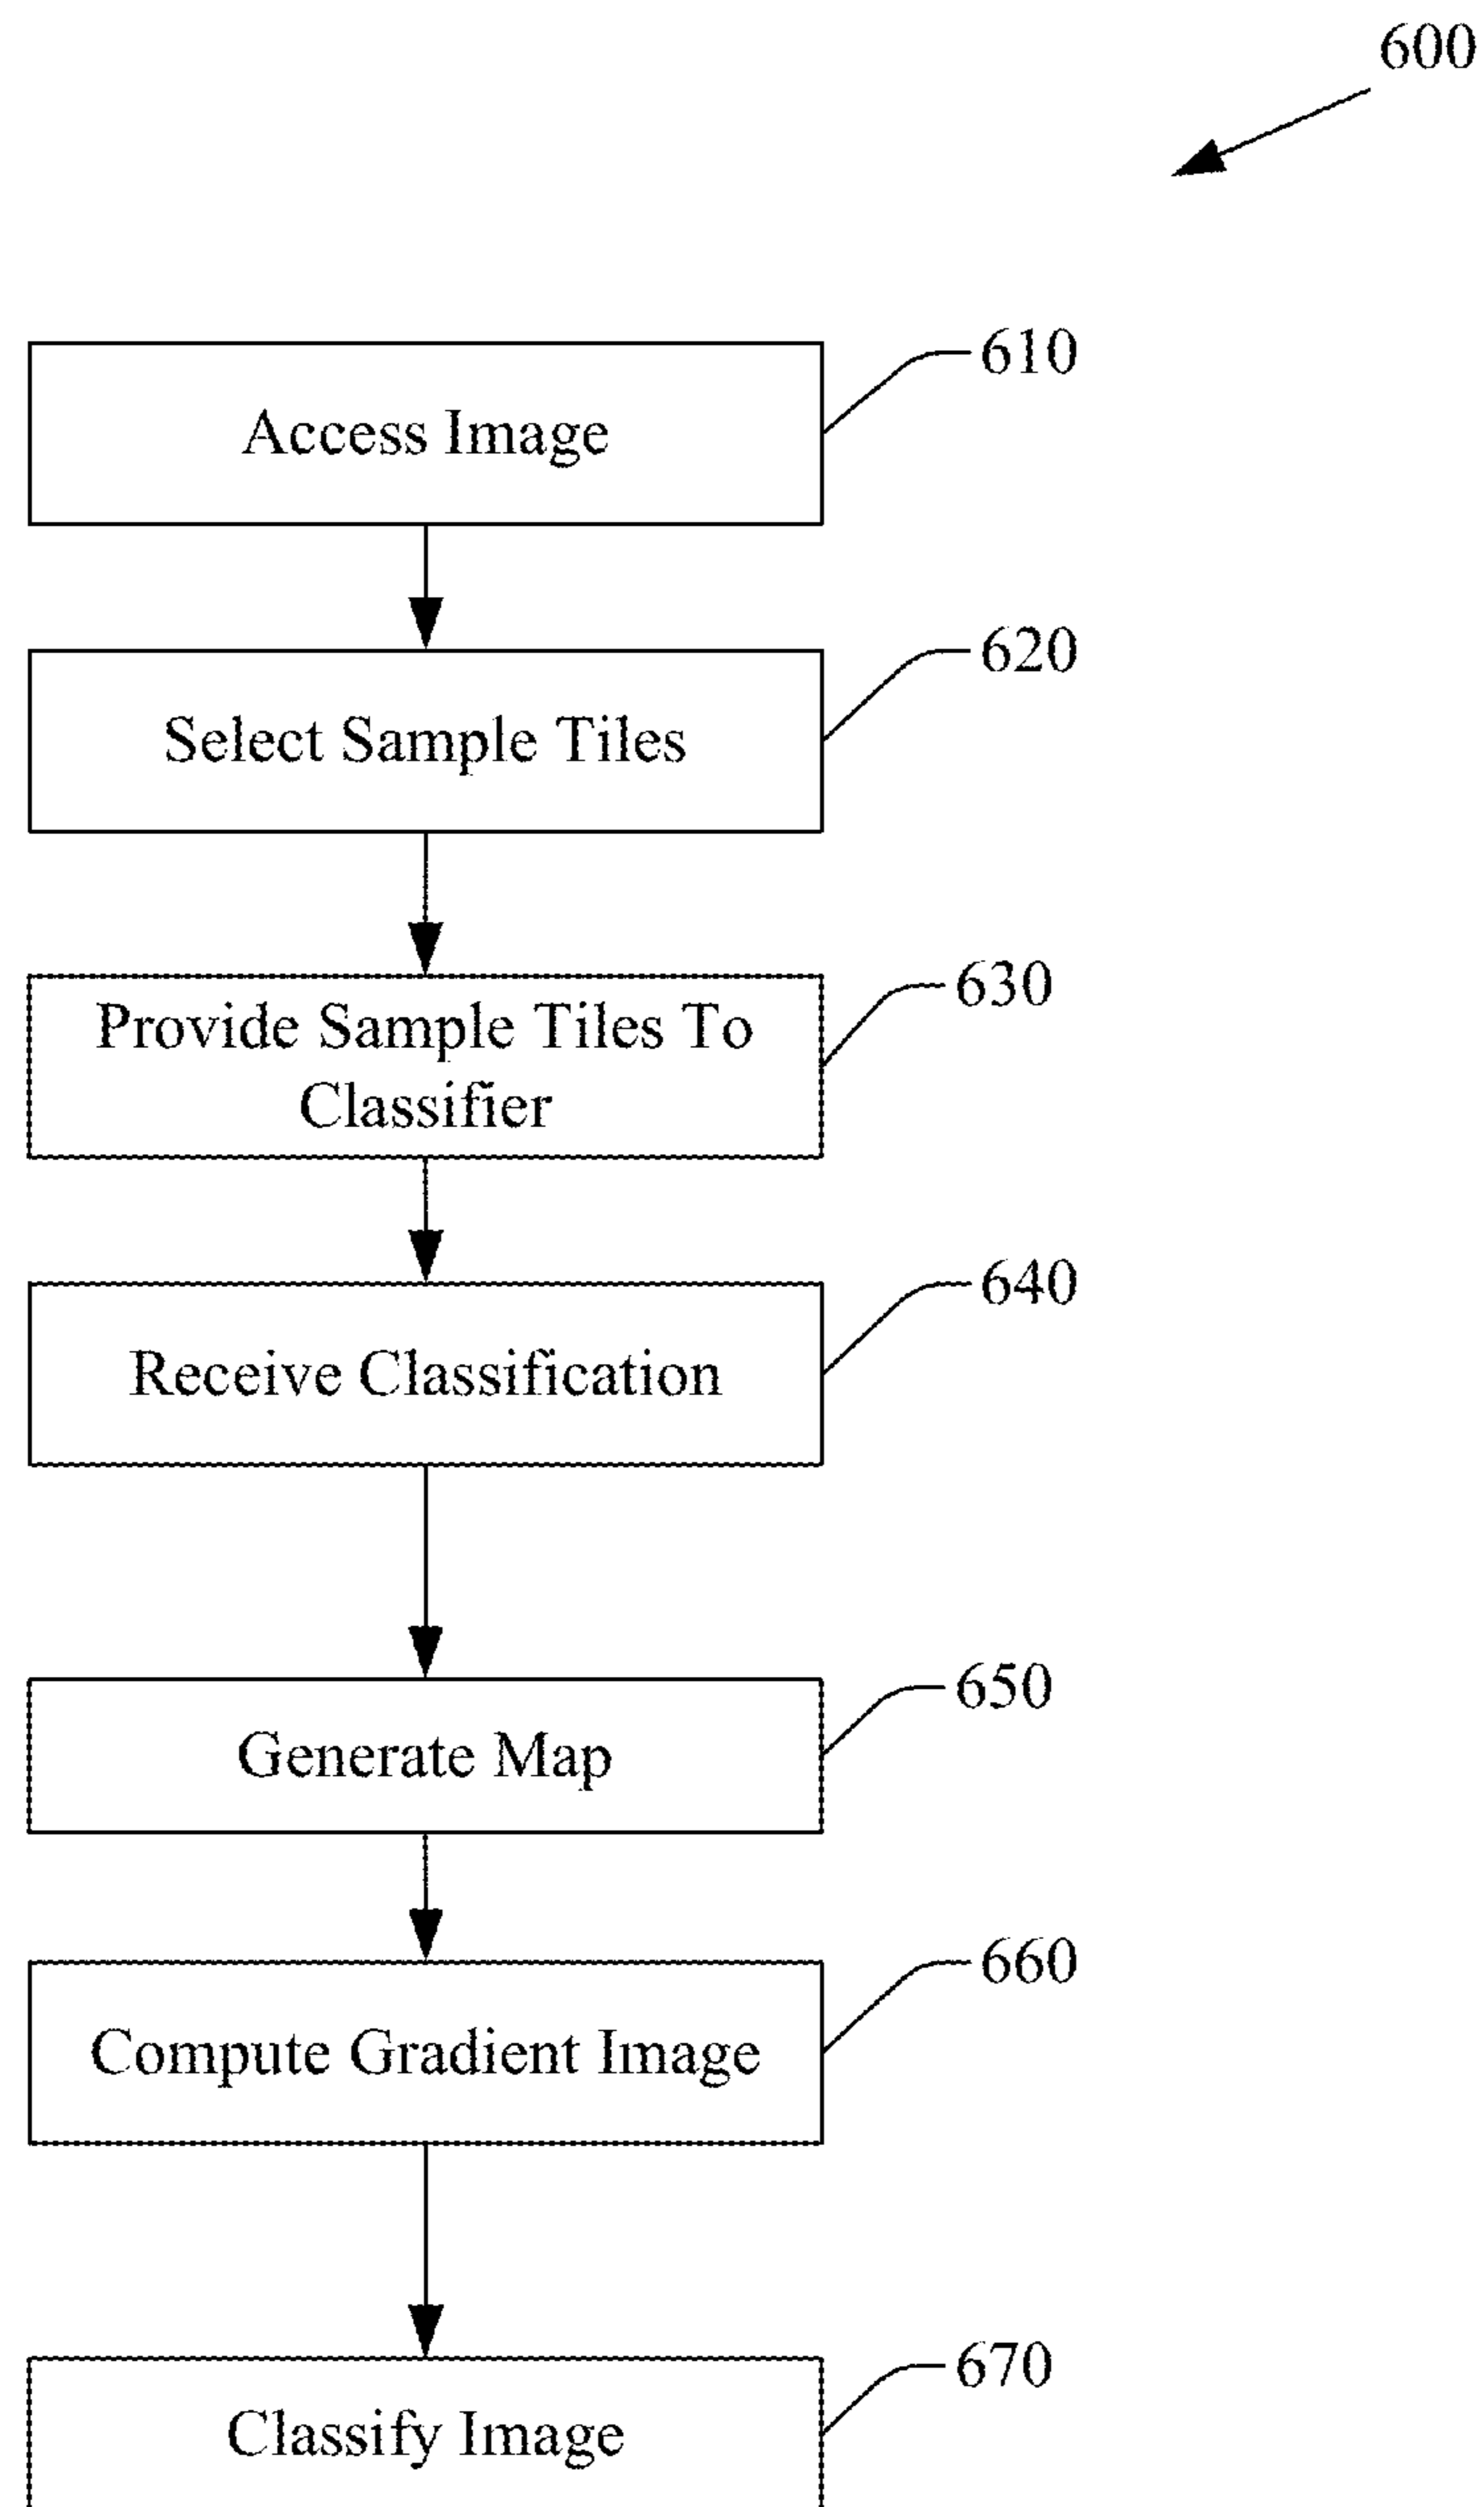 600
Access Image
610
Select Sample Tiles
620
Provide Sample Tiles To
Classifier
630
Receive Classification
640
Generate Map
650
Compute Gradient Image
660
Classify Image
670